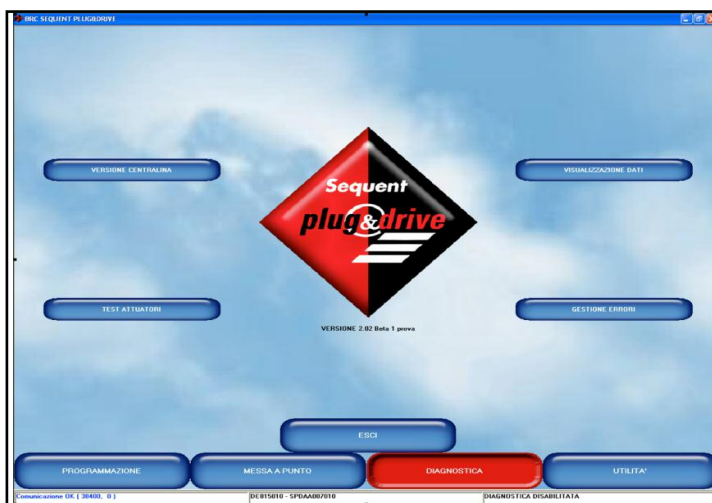 BRC SEQUENT PLUG&DRIVE
VERSIONE CENTRALINA
VISUALIZZAZIONE DATI
Sequent
plug&drive
TEST ATTUATORI
GESTIONE ERRORI
VERSIONE 2.02 Beta 1 prova
ESCI
PROGRAMMAZIONE
MESSA A PUNTO
DIAGNOSTICA
UTILITA'
Comunicazione OK ( 38400, 0 )
DE815010 - SPDAA007010
DIAGNOSTICA DISABILITATA